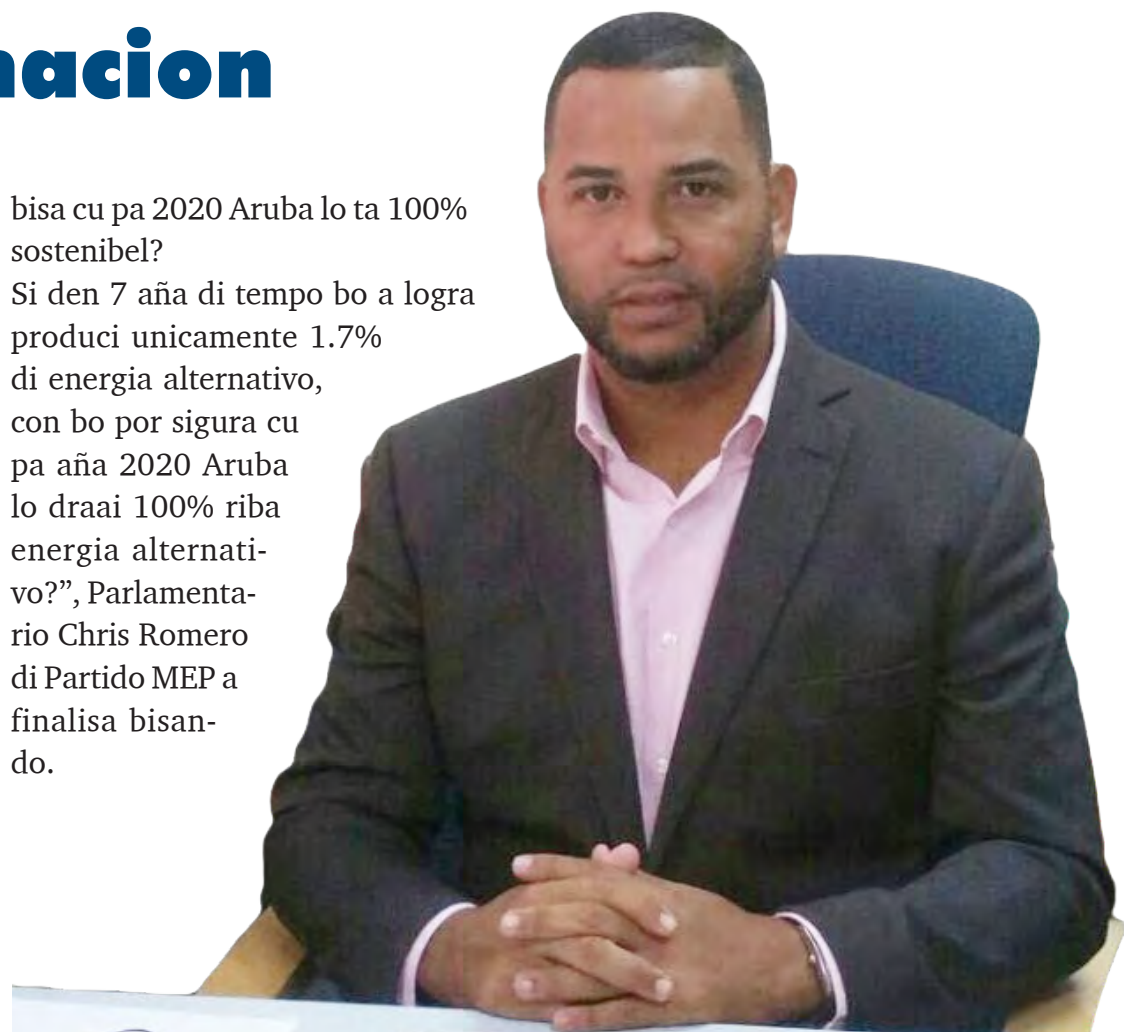 bisa cu pa 2020 Aruba lo ta 100%
sostenibel?
Si den 7 aña di tempo bo a logra
produci unicamente 1.7%
di energia alternativo,
con bo por sigura cu
pa aña 2020 Aruba
lo draai 100% riba
energia alternati-
vo?”, Parlamenta-
rio Chris Romero
di Partido MEP a
finalisa bisan-
do.